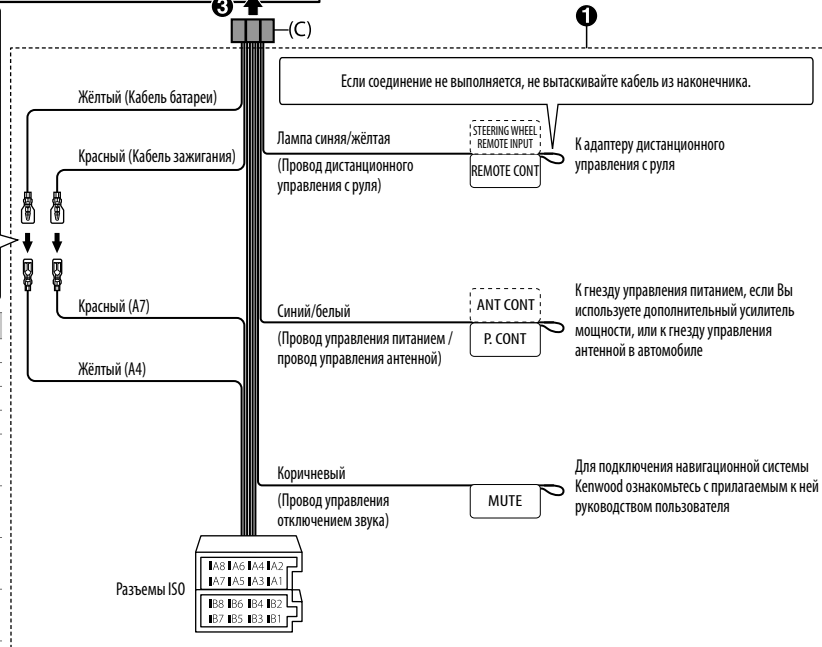 ❸
(C)
❶
Если соединение не выполняется, не вытаскивайте кабель из наконечника.
Жёлтый (Кабель батареи)
Красный (Кабель зажигания)
Лампа синяя/жёлтая
(Провод дистанционного
управления с руля)
STEERING WHEEL
REMOTE INPUT
REMOTE CONT
К адаптеру дистанционного
управления с руля
Красный (A7)
Жёлтый (A4)
Синий/белый
(Провод управления питанием /
провод управления антенной)
ANT CONT
P. CONT
К гнезду управления питанием, если Вы
используете дополнительный усилитель
мощности, или к гнезду управления
антенной в автомобиле
Коричневый
(Провод управления
отключением звука)
MUTE
Для подключения навигационной системы
Kenwood ознакомьтесь с прилагаемым к ней
руководством пользователя
Разъемы ISO
A8 A6 A4 A2
A7 A5 A3 A1
B8 B6 B4 B2
B7 B5 B3 B1